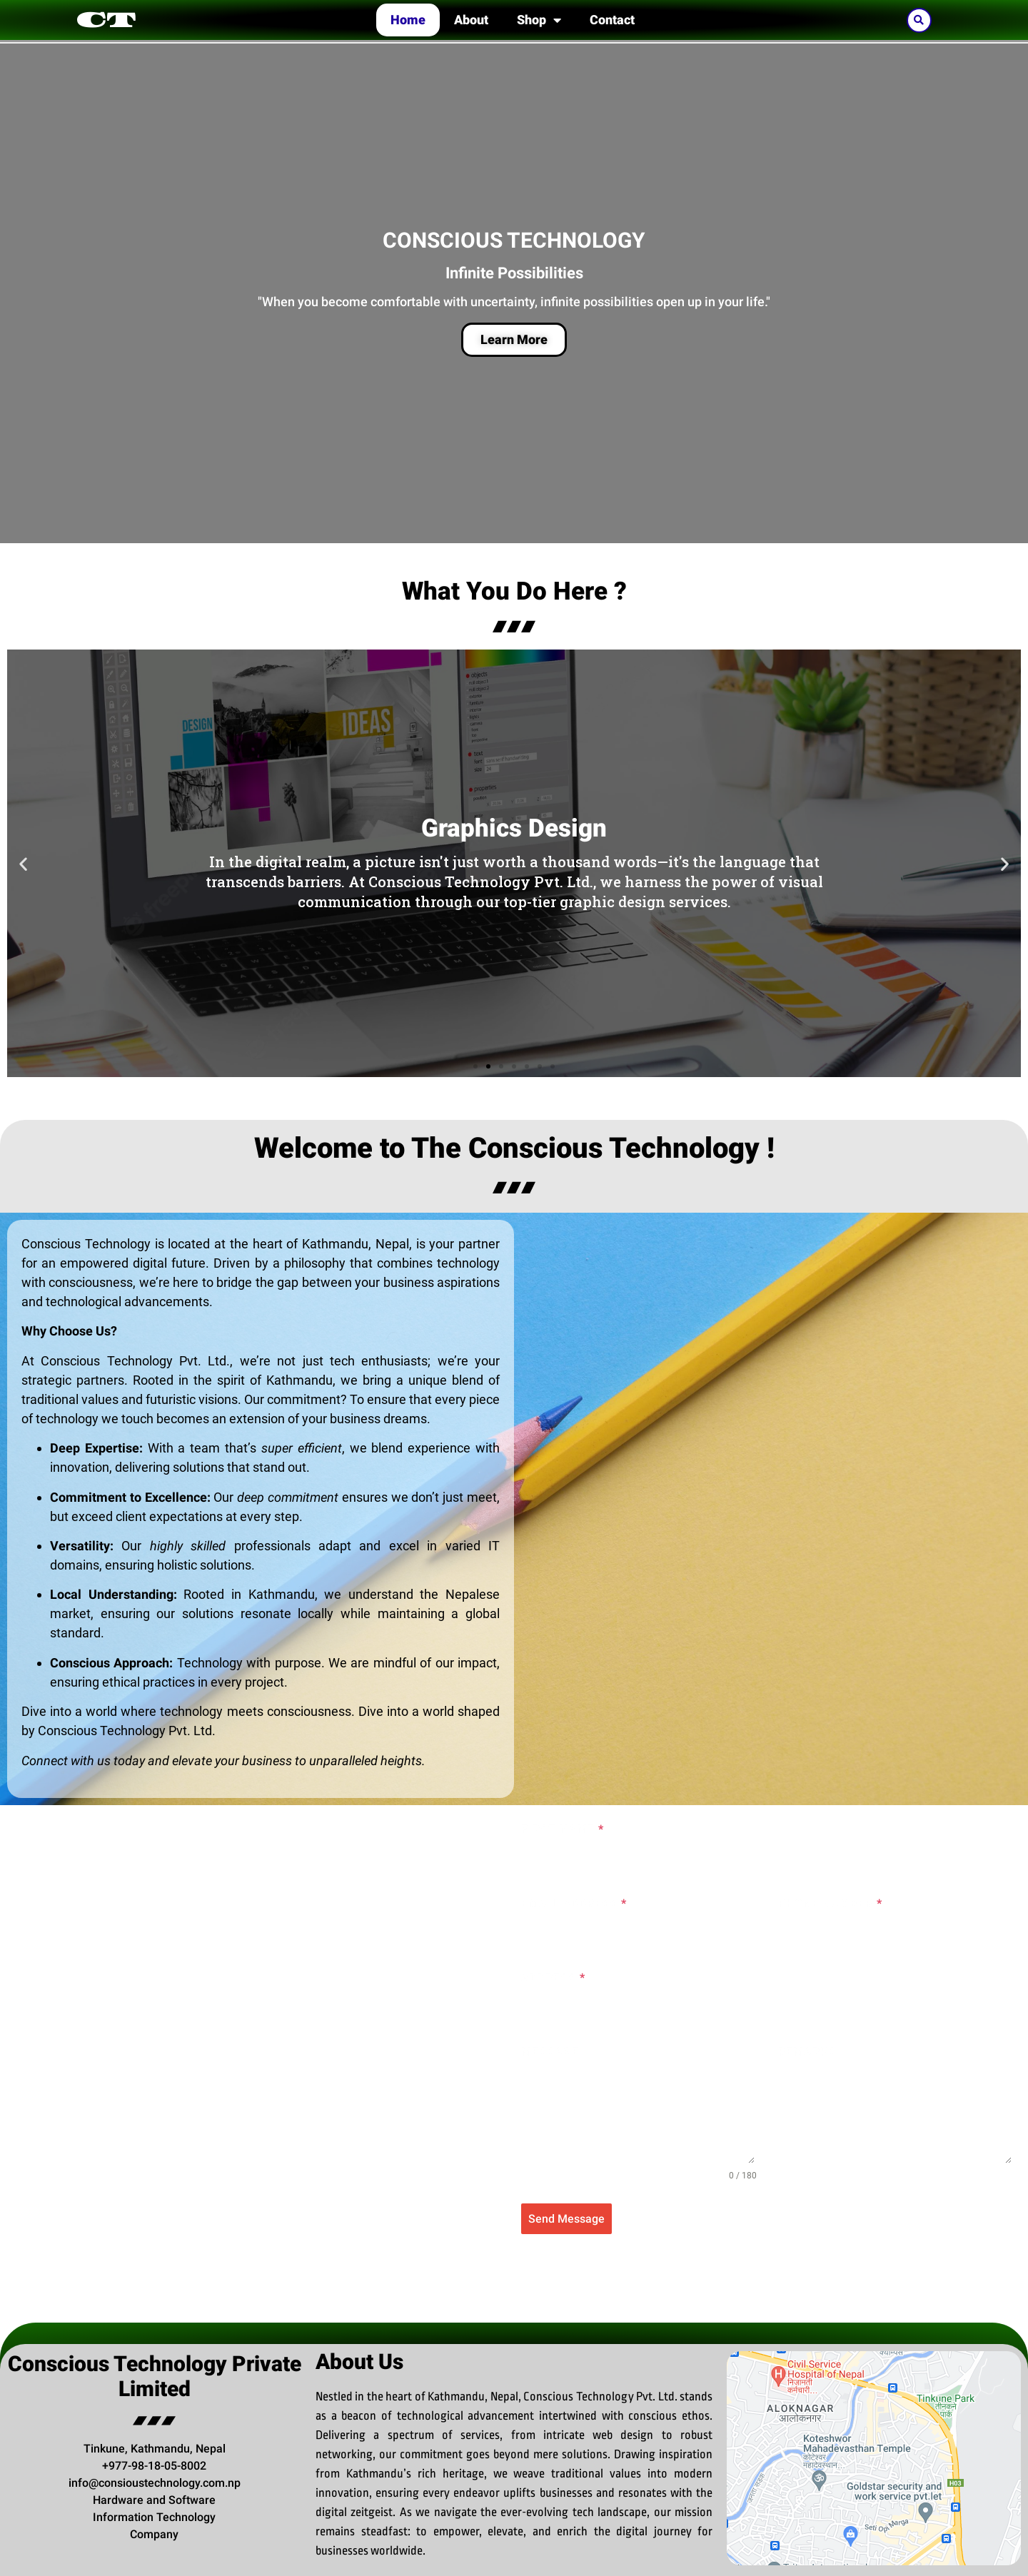 CT
Home
About
Shop
Contact
CONSCIOUS TECHNOLOGY
Infinite Possibilities
"When you become comfortable with uncertainty, infinite possibilities open up in your life."
Learn More
What You Do Here ?
DESIGN
IDEAS
Graphics Design
In the digital realm, a picture isn't just worth a thousand words—it's the language that
transcends barriers. At Conscious Technology Pvt. Ltd., we harness the power of visual
communication through our top-tier graphic design services.
Welcome to The Conscious Technology !
Conscious Technology is located at the heart of Kathmandu, Nepal, is your partner
for an empowered digital future. Driven by a philosophy that combines technology
with consciousness, we’re here to bridge the gap between your business aspirations
and technological advancements.
Why Choose Us?
At Conscious Technology Pvt. Ltd., we’re not just tech enthusiasts; we’re your
strategic partners. Rooted in the spirit of Kathmandu, we bring a unique blend of
traditional values and futuristic visions. Our commitment? To ensure that every piece
of technology we touch becomes an extension of your business dreams.
• Deep Expertise: With a team that’s super efficient, we blend experience with
innovation, delivering solutions that stand out.
• Commitment to Excellence: Our deep commitment ensures we don’t just meet,
but exceed client expectations at every step.
• Versatility: Our highly skilled professionals adapt and excel in varied IT
domains, ensuring holistic solutions.
• Local Understanding: Rooted in Kathmandu, we understand the Nepalese
market, ensuring our solutions resonate locally while maintaining a global
standard.
• Conscious Approach: Technology with purpose. We are mindful of our impact,
ensuring ethical practices in every project.
Dive into a world where technology meets consciousness. Dive into a world shaped
by Conscious Technology Pvt. Ltd.
Connect with us today and elevate your business to unparalleled heights.
*
* *
*
0 / 180
Send Message
Conscious Technology Private
Limited
Tinkune, Kathmandu, Nepal
+977-98-18-05-8002
info@consioustechnology.com.np
Hardware and Software
Information Technology
Company
About Us
Nestled in the heart of Kathmandu, Nepal, Conscious Technology Pvt. Ltd. stands
as a beacon of technological advancement intertwined with conscious ethos.
Delivering a spectrum of services, from intricate web design to robust
networking, our commitment goes beyond mere solutions. Drawing inspiration
from Kathmandu's rich heritage, we weave traditional values into modern
innovation, ensuring every endeavor uplifts businesses and resonates with the
digital zeitgeist. As we navigate the ever-evolving tech landscape, our mission
remains steadfast: to empower, elevate, and enrich the digital journey for
businesses worldwide.
Civil Service
Hospital of Nepal
निजामती
कर्मचारी.
Tinkune Park
तीनकुने
पार्क
ALOKNAGAR
आलोकनगर
Koteshwor
Mahadevasthan Temple
कोटेश्वर
महादेवस्थान
H03
Goldstar security and
work service pvt.let
Seti Opi Marga